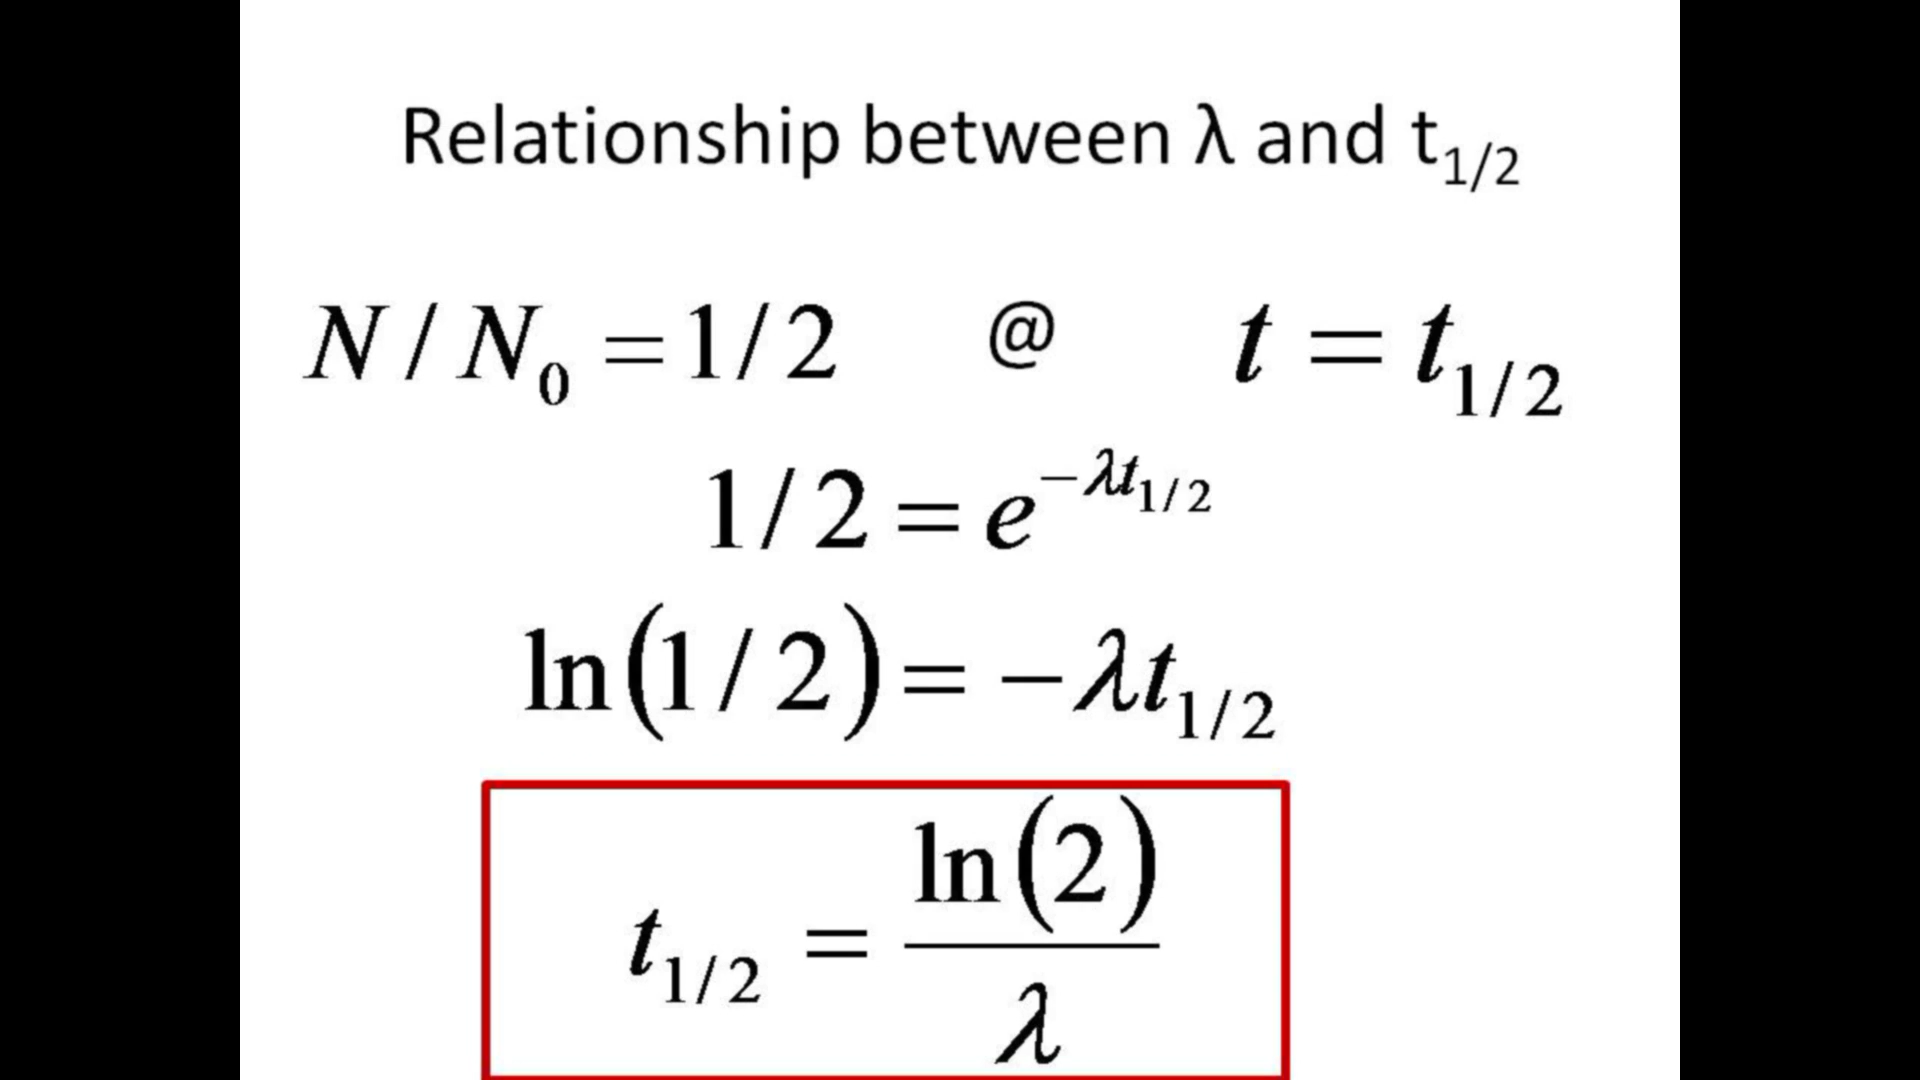 Relationship between λ and t₁/₂
N / N₀ = 1 / 2 @ t = t₁/₂
1 / 2 = e^(−λt₁/₂)
ln(1 / 2) = −λt₁/₂
t₁/₂ = ln(2) / λ